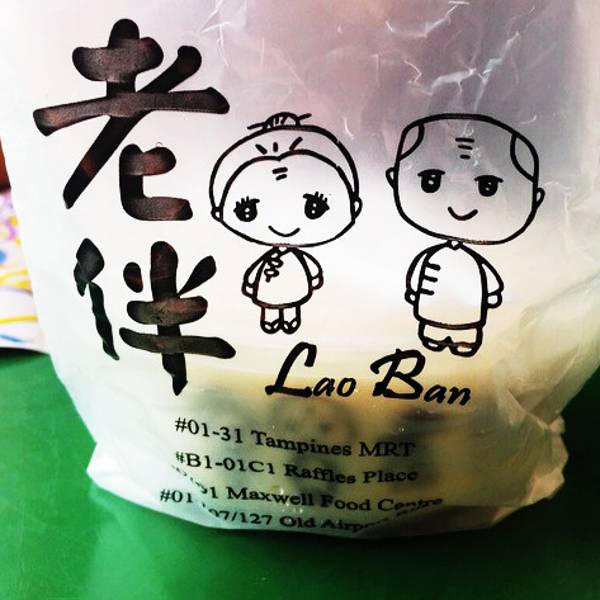 老伴
Lao Ban
#01-31 Tampines MRT
#B1-01C1 Raffles Place
Maxwell Food Centre
#01 07/127 Old Airport